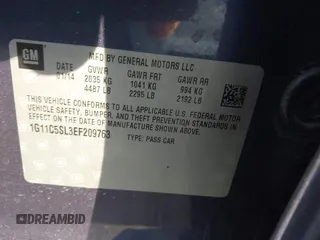 GM
MFD BY GENERAL MOTORS LLC
DATE GVWR GAWR FRT GAWR RR
01/14 2035 KG 1041 KG 994 KG
4487 LB 2295 LB 2192 LB
THIS VEHICLE CONFORMS TO ALL APPLICABLE U.S. FEDERAL MOTOR
VEHICLE SAFETY, BUMPER, AND THEFT PREVENTION STANDARDS IN
EFFECT ON THE DATE OF MANUFACTURE SHOWN ABOVE.
1G11C5SL3EF209763 TYPE: PASS CAR
© AutoBidMaster